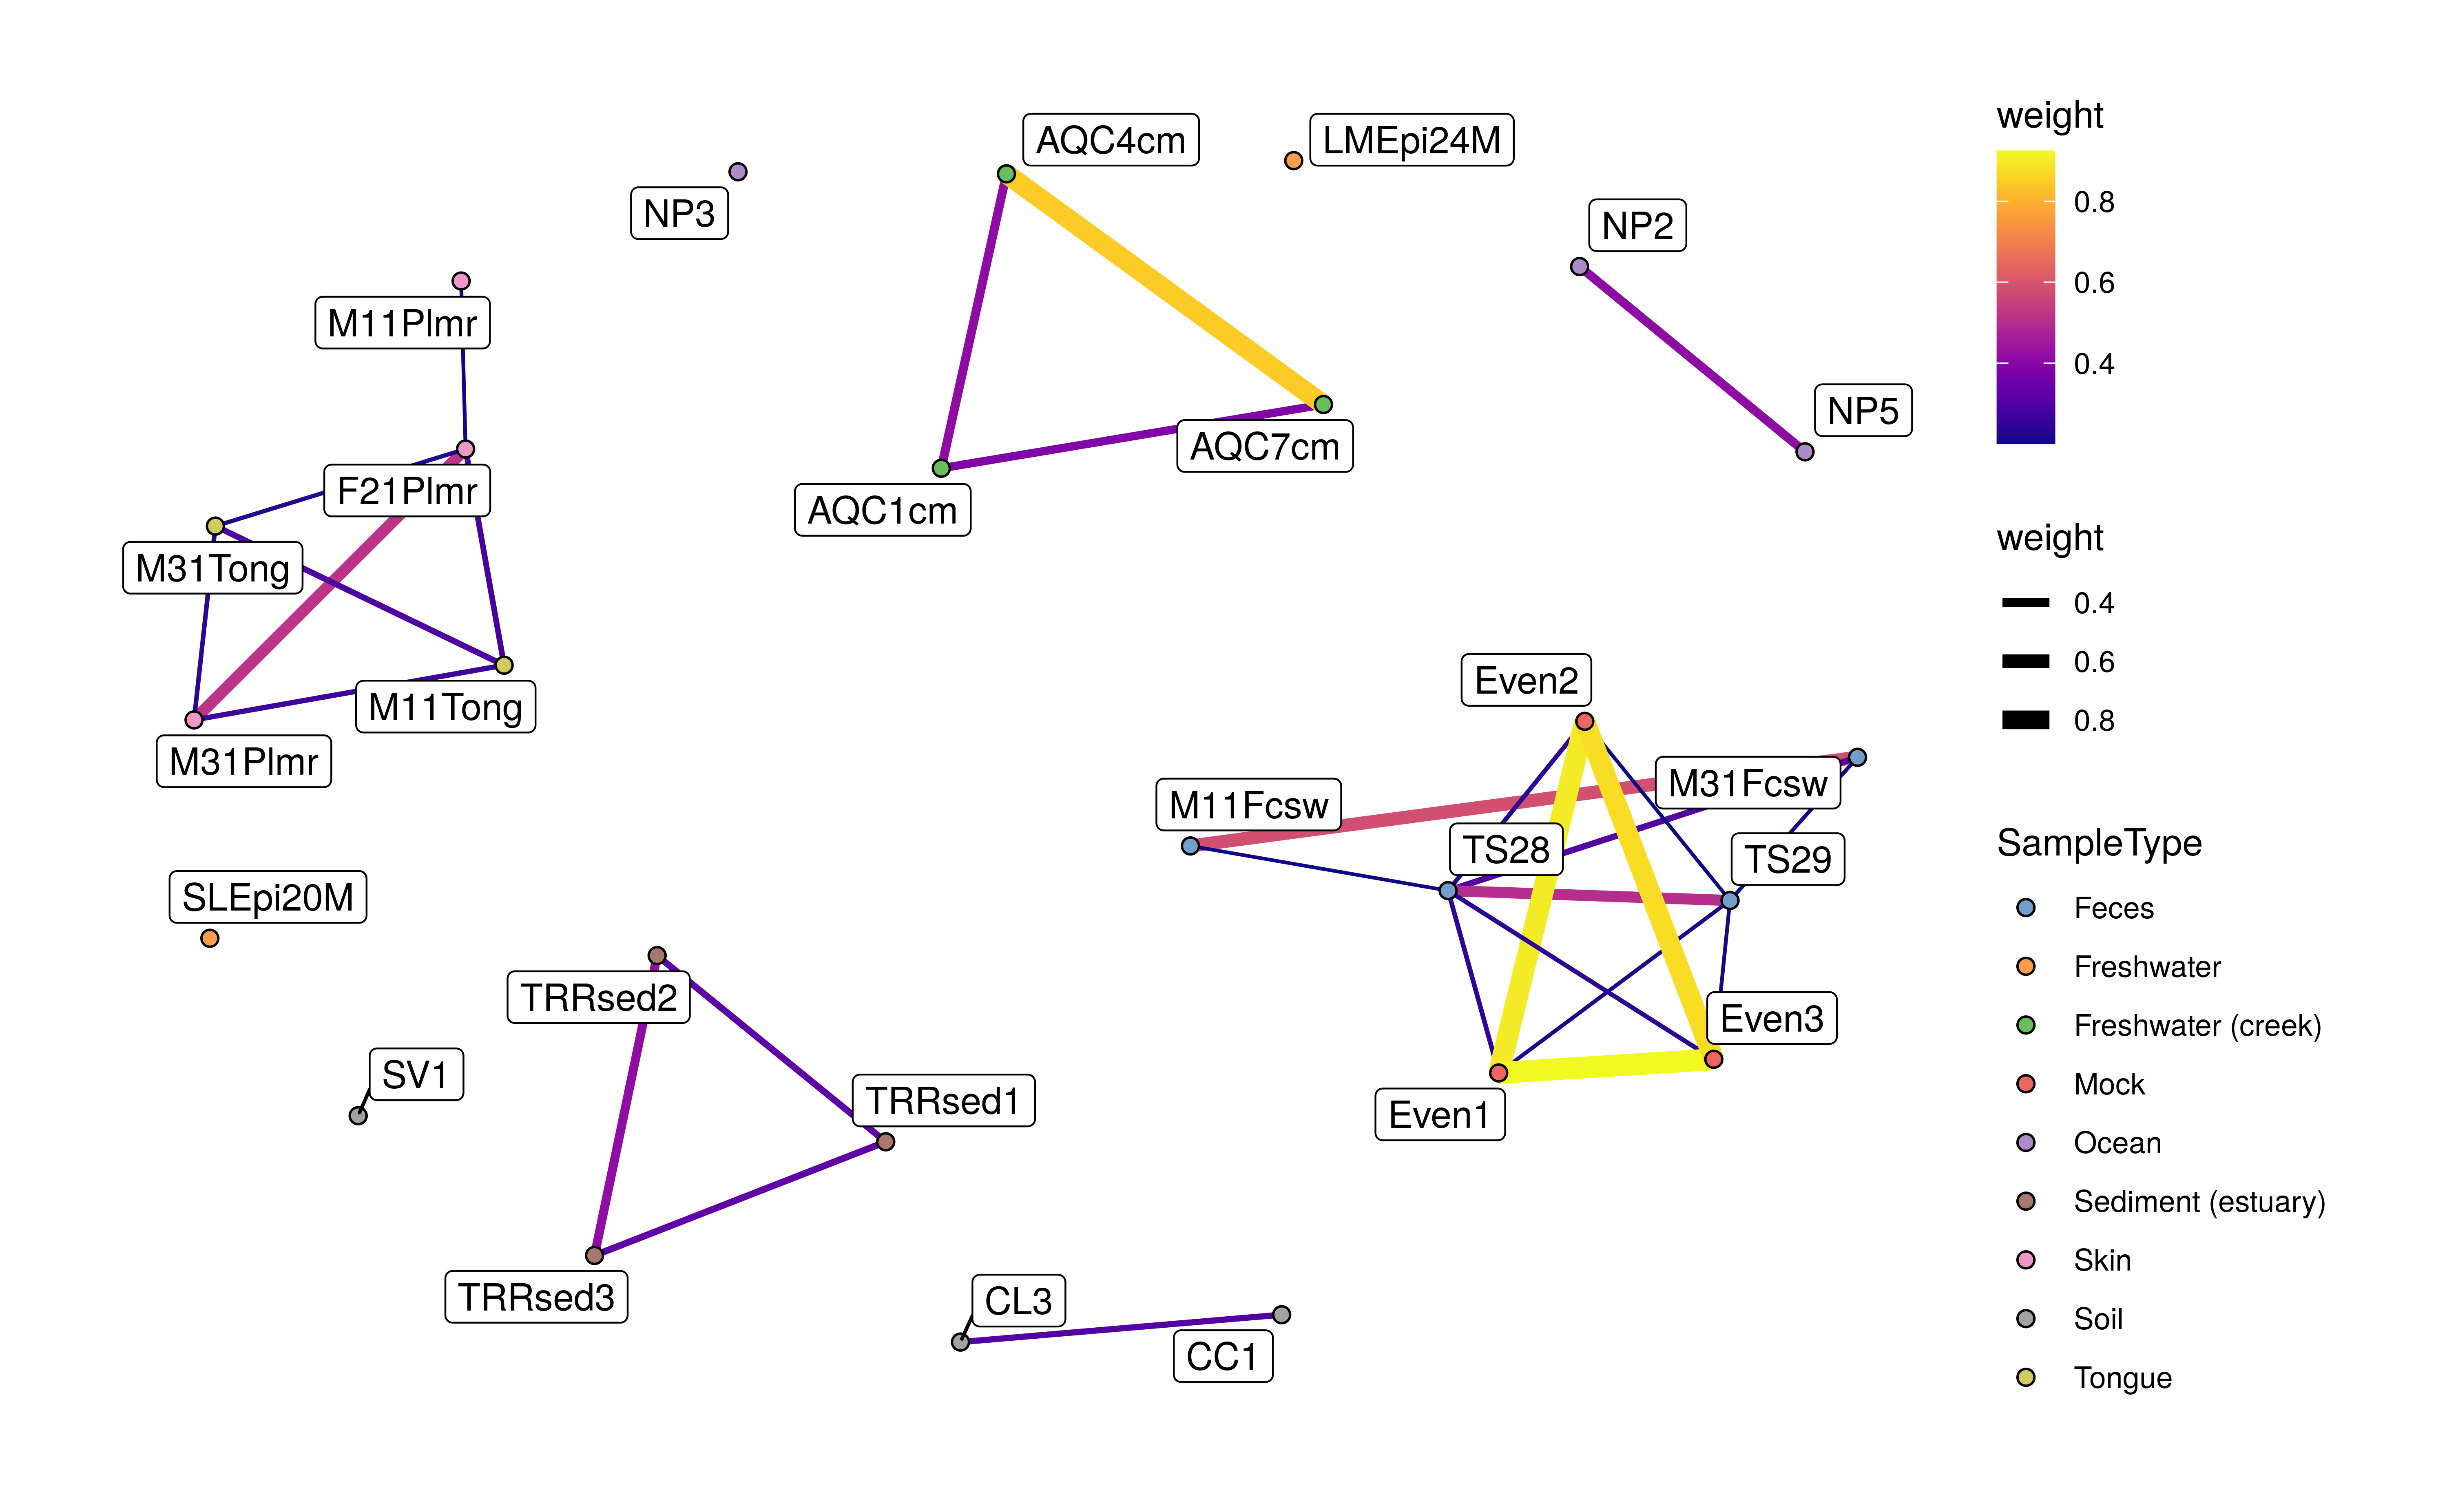 AQC4cm
LMEpi24M
NP3
NP2
M11Plmr
NP5
AQC7cm
F21Plmr
AQC1cm
M31Tong
M11Tong
M31Plmr
Even2
M31Fcsw
M11Fcsw
TS28
TS29
SLEpi20M
TRRsed2
Even3
SV1
TRRsed1
Even1
TRRsed3
CL3
CC1
weight
0.8
0.6
0.4
weight
0.4
0.6
0.8
SampleType
Feces
Freshwater
Freshwater (creek)
Mock
Ocean
Sediment (estuary)
Skin
Soil
Tongue